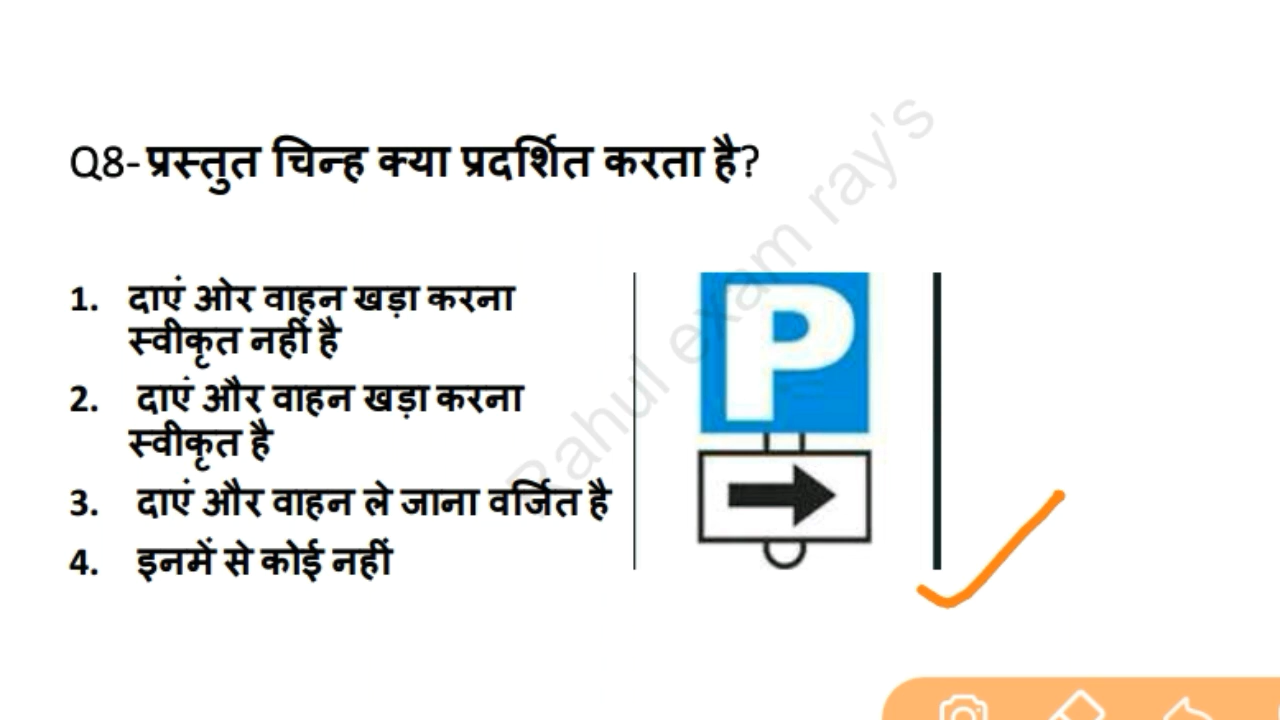 Q8-प्रस्तुत चिन्ह क्या प्रदर्शित करता है?
1. दाएं ओर वाहन खड़ा करना
स्वीकृत नहीं है
2. दाएं और वाहन खड़ा करना
स्वीकृत है
3. दाएं और वाहन ले जाना वर्जित है
4. इनमें से कोई नहीं
P
Rahul exam ray's